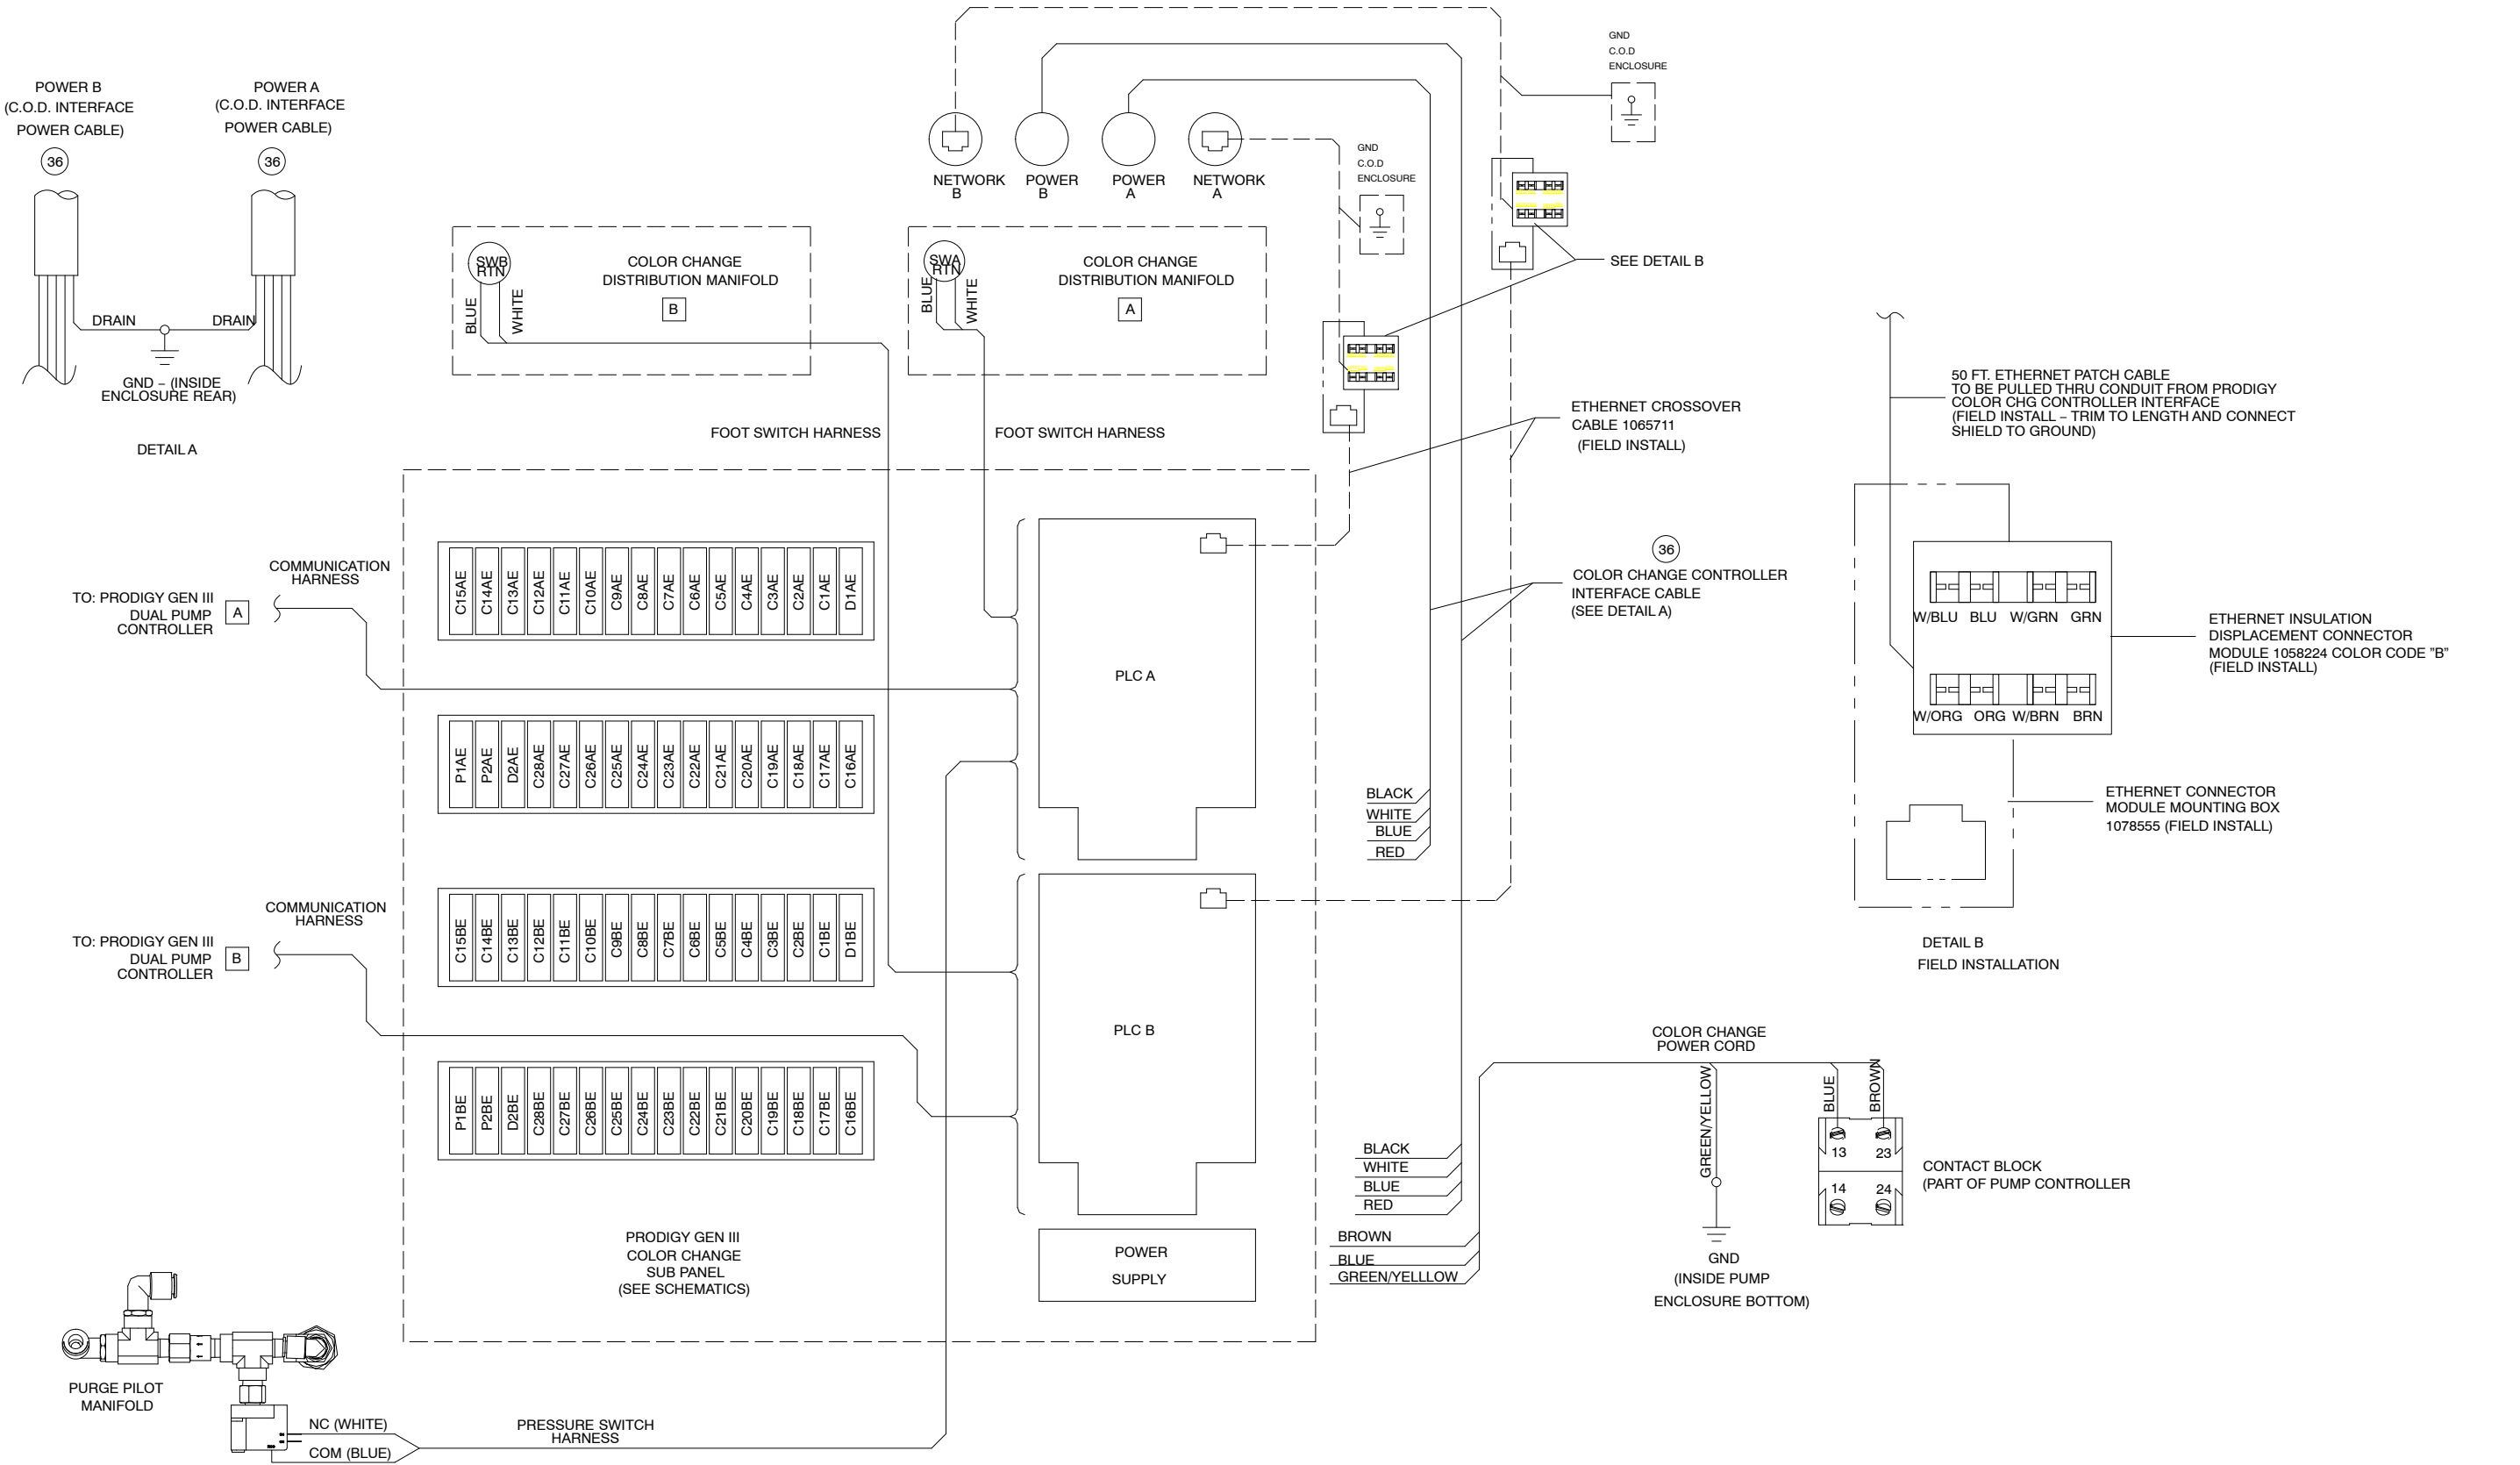 POWER B
(C.O.D. INTERFACE
POWER CABLE)
36
POWER A
(C.O.D. INTERFACE
POWER CABLE)
36
DRAIN
DRAIN
GND – (INSIDE
ENCLOSURE REAR)
DETAIL A
NETWORK
B
POWER
B
POWER
A
NETWORK
A
GND
C.O.D
ENCLOSURE
GND
C.O.D
ENCLOSURE
SWB
RTN
BLUE
WHITE
COLOR CHANGE
DISTRIBUTION MANIFOLD
B
SWA
RTN
BLUE
WHITE
COLOR CHANGE
DISTRIBUTION MANIFOLD
A
SEE DETAIL B
FOOT SWITCH HARNESS
FOOT SWITCH HARNESS
ETHERNET CROSSOVER
CABLE 1065711
(FIELD INSTALL)
50 FT. ETHERNET PATCH CABLE
TO BE PULLED THRU CONDUIT FROM PRODIGY
COLOR CHG CONTROLLER INTERFACE
(FIELD INSTALL – TRIM TO LENGTH AND CONNECT
SHIELD TO GROUND)
COMMUNICATION
HARNESS
TO: PRODIGY GEN III
DUAL PUMP
CONTROLLER
A
C15AE C14AE C13AE C12AE C11AE C10AE C9AE C8AE C7AE C6AE C5AE C4AE C3AE C2AE C1AE D1AE
P1AE P2AE D2AE C28AE C27AE C26AE C25AE C24AE C23AE C22AE C21AE C20AE C19AE C18AE C17AE C16AE
PLC A
36
COLOR CHANGE CONTROLLER
INTERFACE CABLE
(SEE DETAIL A)
W/BLU BLU W/GRN GRN
W/ORG ORG W/BRN BRN
ETHERNET INSULATION
DISPLACEMENT CONNECTOR
MODULE 1058224 COLOR CODE "B"
(FIELD INSTALL)
ETHERNET CONNECTOR
MODULE MOUNTING BOX
1078555 (FIELD INSTALL)
DETAIL B
FIELD INSTALLATION
BLACK
WHITE
BLUE
RED
COMMUNICATION
HARNESS
TO: PRODIGY GEN III
DUAL PUMP
CONTROLLER
B
C15BE C14BE C13BE C12BE C11BE C10BE C9BE C8BE C7BE C6BE C5BE C4BE C3BE C2BE C1BE D1BE
P1BE P2BE D2BE C28BE C27BE C26BE C25BE C24BE C23BE C22BE C21BE C20BE C19BE C18BE C17BE C16BE
PLC B
BLACK
WHITE
BLUE
RED
BROWN
BLUE
GREEN/YELLLOW
POWER
SUPPLY
PRODIGY GEN III
COLOR CHANGE
SUB PANEL
(SEE SCHEMATICS)
COLOR CHANGE
POWER CORD
GREEN/YELLOW
BLUE
BROWN
13
23
14
24
CONTACT BLOCK
(PART OF PUMP CONTROLLER
GND
(INSIDE PUMP
ENCLOSURE BOTTOM)
PURGE PILOT
MANIFOLD
NC (WHITE)
COM (BLUE)
PRESSURE SWITCH
HARNESS